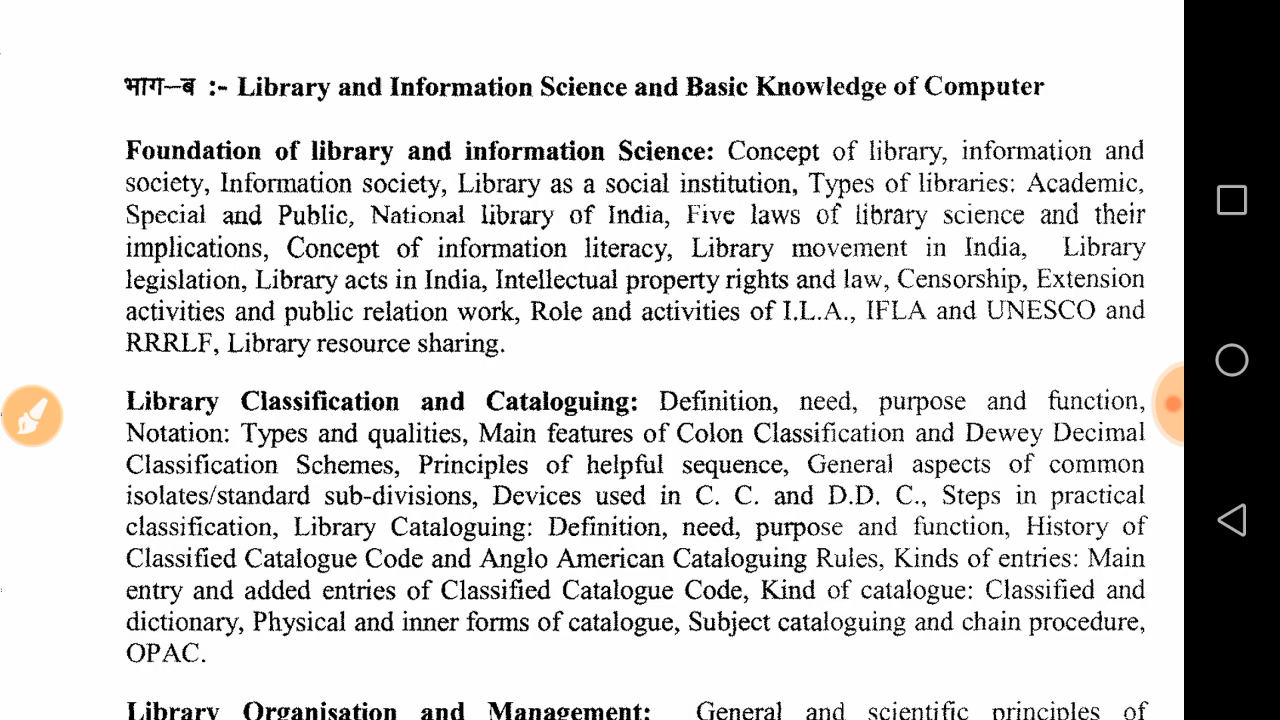 भाग–ब :- Library and Information Science and Basic Knowledge of Computer
Foundation of library and information Science: Concept of library, information and
society, Information society, Library as a social institution, Types of libraries: Academic,
Special and Public, National library of India, Five laws of library science and their
implications, Concept of information literacy, Library movement in India, Library
legislation, Library acts in India, Intellectual property rights and law, Censorship, Extension
activities and public relation work, Role and activities of I.L.A., IFLA and UNESCO and
RRRLF, Library resource sharing.
Library Classification and Cataloguing: Definition, need, purpose and function,
Notation: Types and qualities, Main features of Colon Classification and Dewey Decimal
Classification Schemes, Principles of helpful sequence, General aspects of common
isolates/standard sub-divisions, Devices used in C. C. and D.D. C., Steps in practical
classification, Library Cataloguing: Definition, need, purpose and function, History of
Classified Catalogue Code and Anglo American Cataloguing Rules, Kinds of entries: Main
entry and added entries of Classified Catalogue Code, Kind of catalogue: Classified and
dictionary, Physical and inner forms of catalogue, Subject cataloguing and chain procedure,
OPAC.
Library Organisation and Management: General and scientific principles of